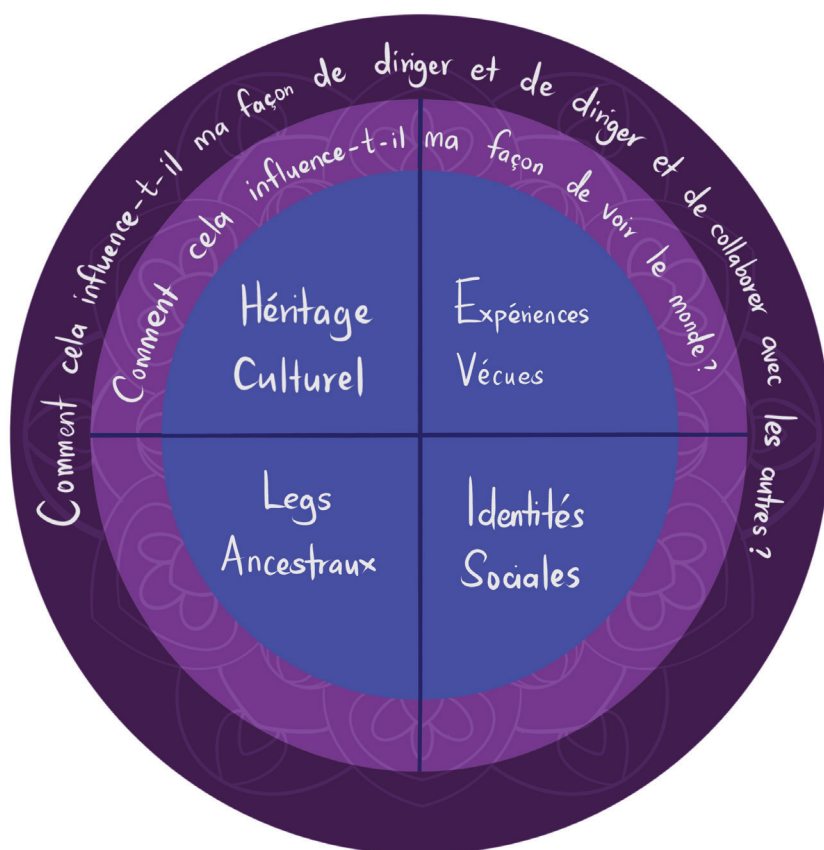 Comment cela influence-t-il ma façon de diriger et de diriger et de collaborer avec les autres?
Comment cela influence-t-il ma façon de voir le monde?
Héritage
Culturel
Expériences
Vécues
Legs
Ancestraux
Identités
Sociales